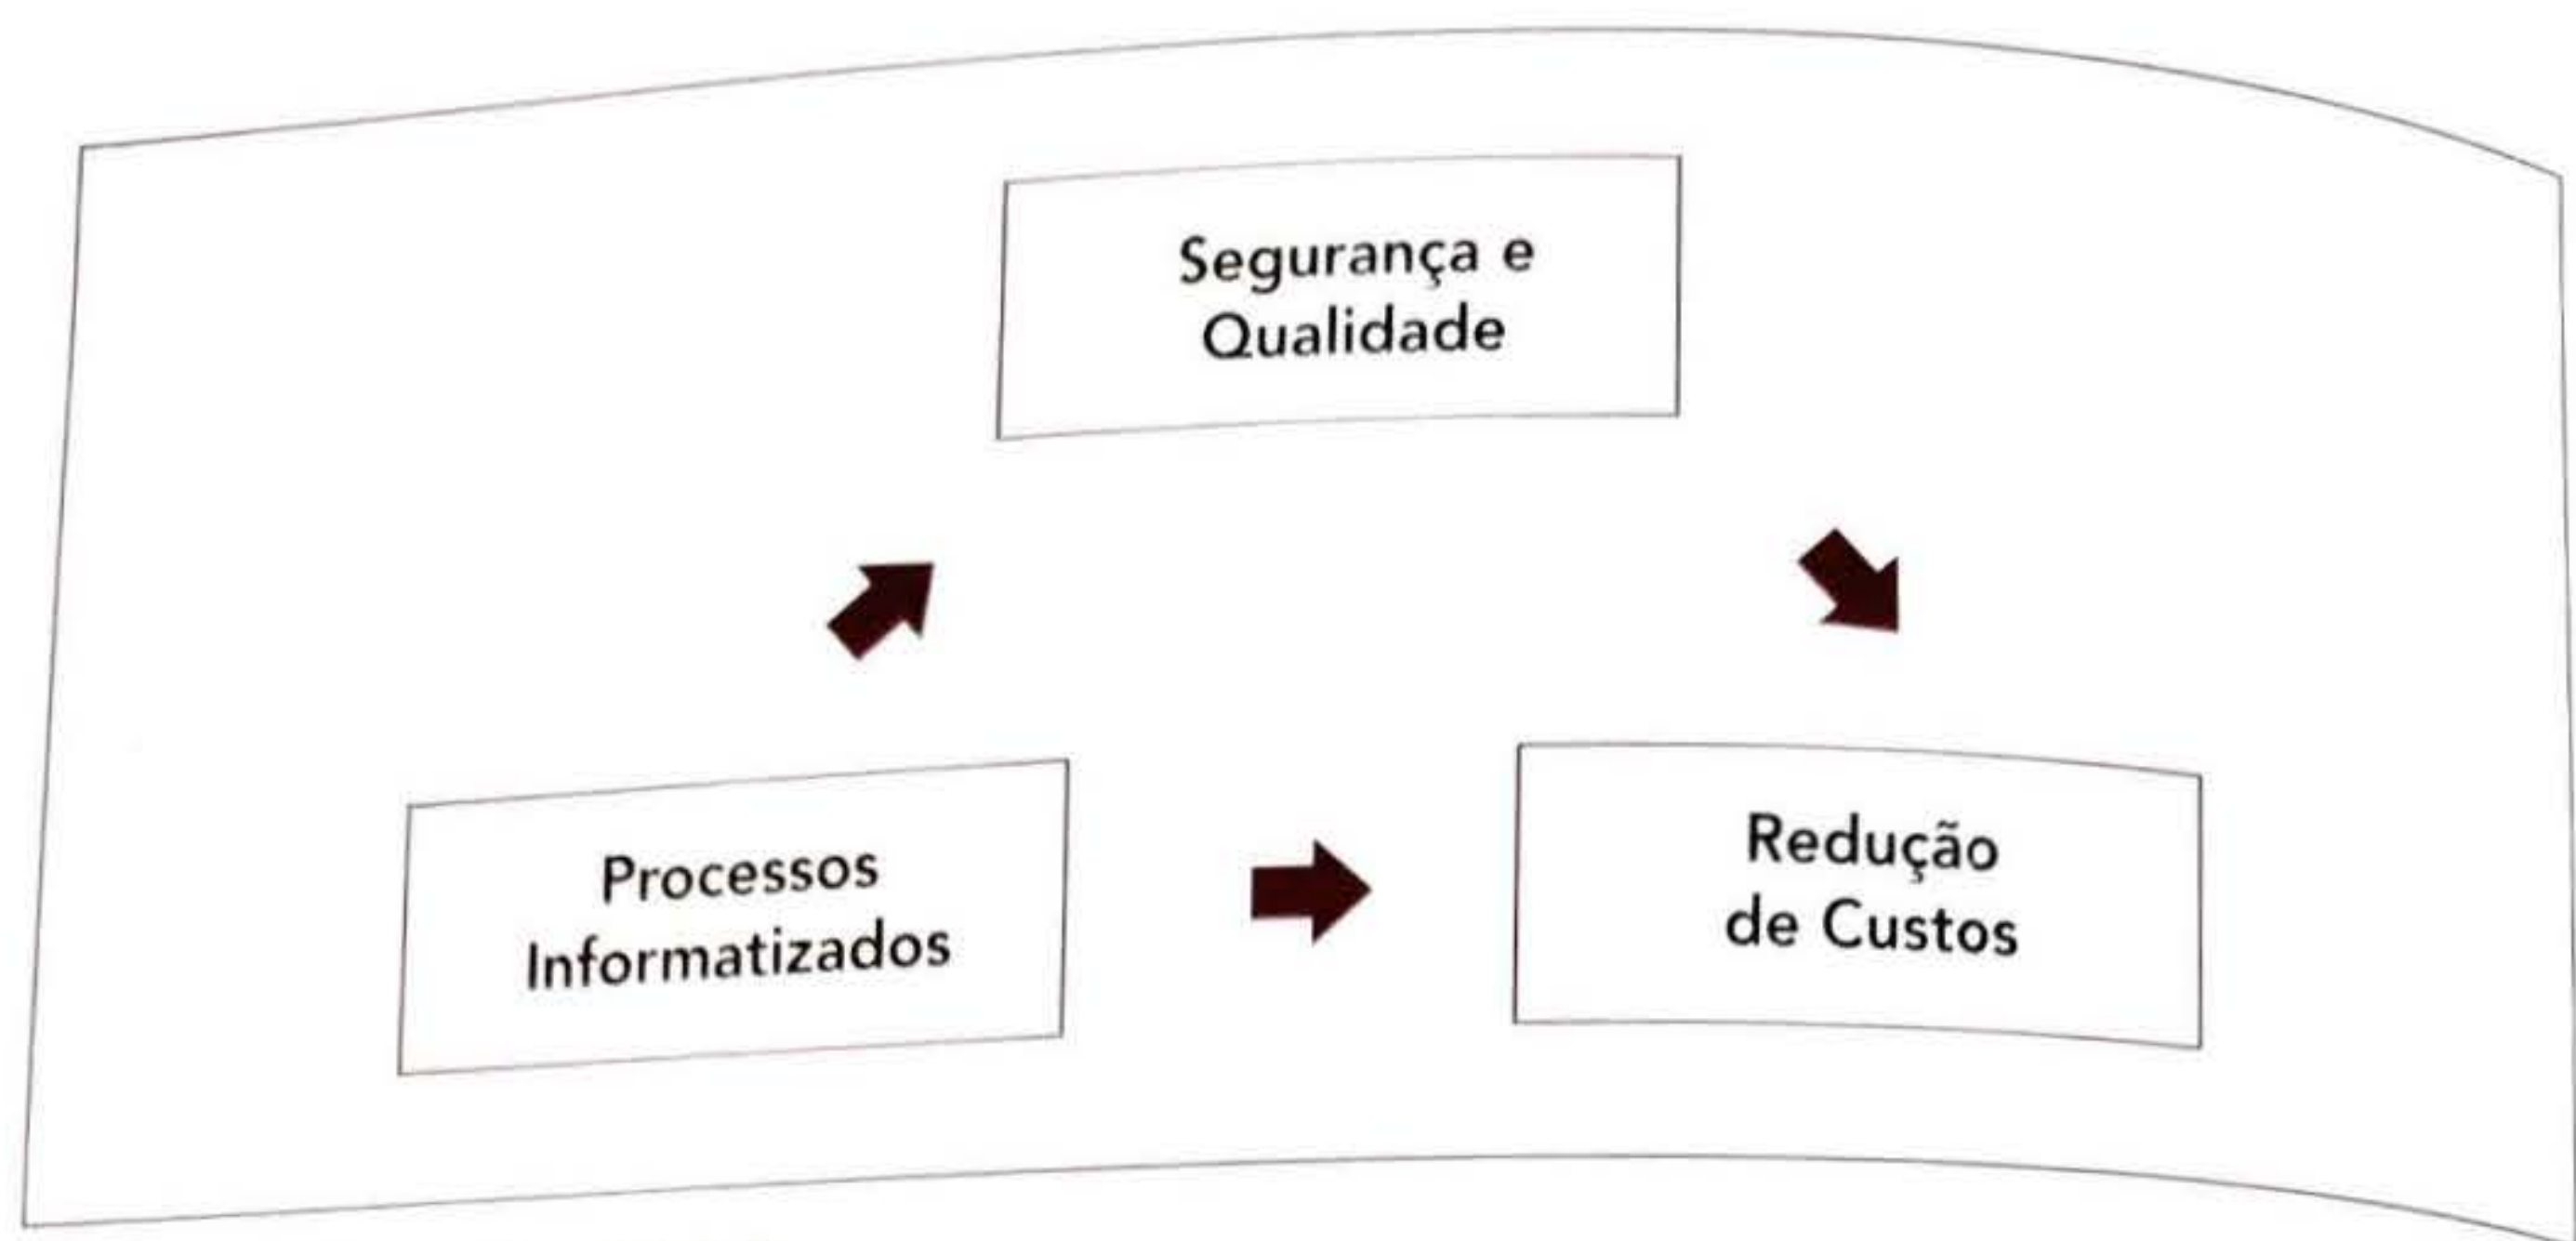 Segurança e
Qualidade
Processos
Informatizados
Redução
de Custos